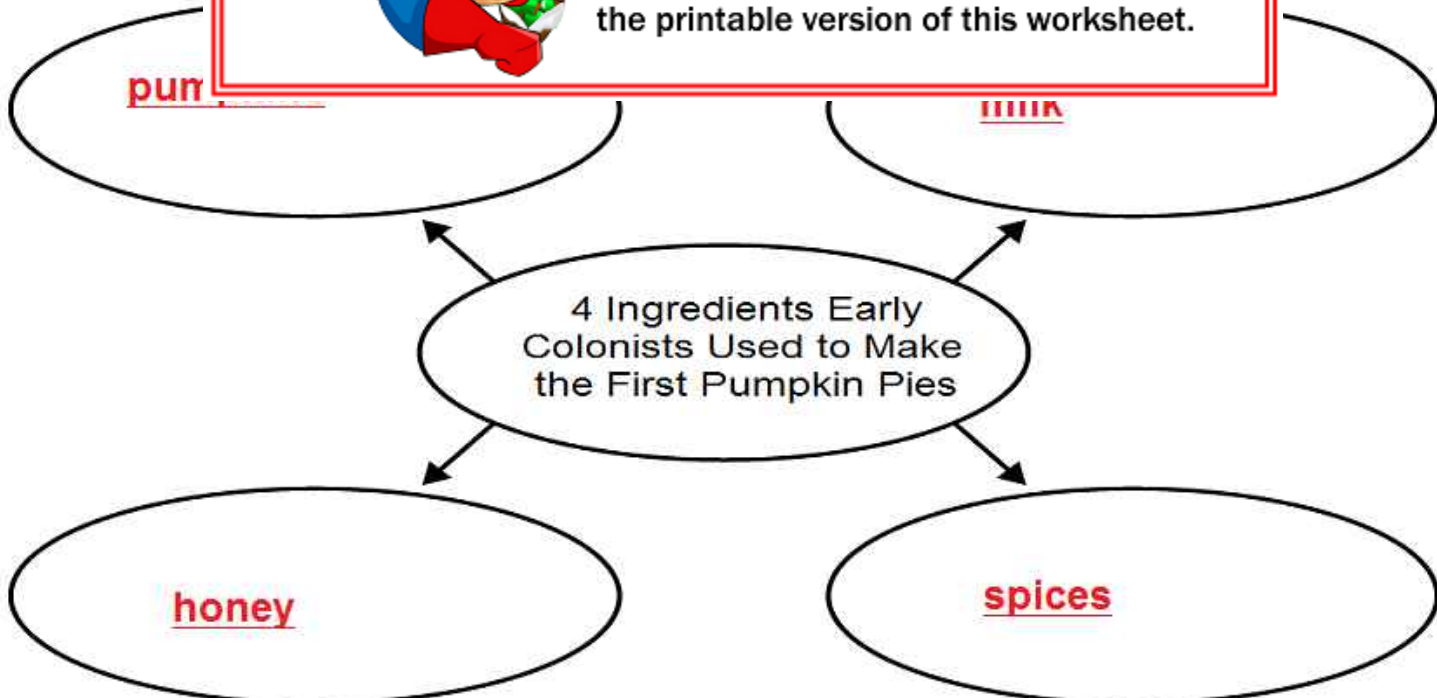 the printable version of this worksheet.
milk
4 Ingredients Early
Colonists Used to Make
the First Pumpkin Pies
honey
spices